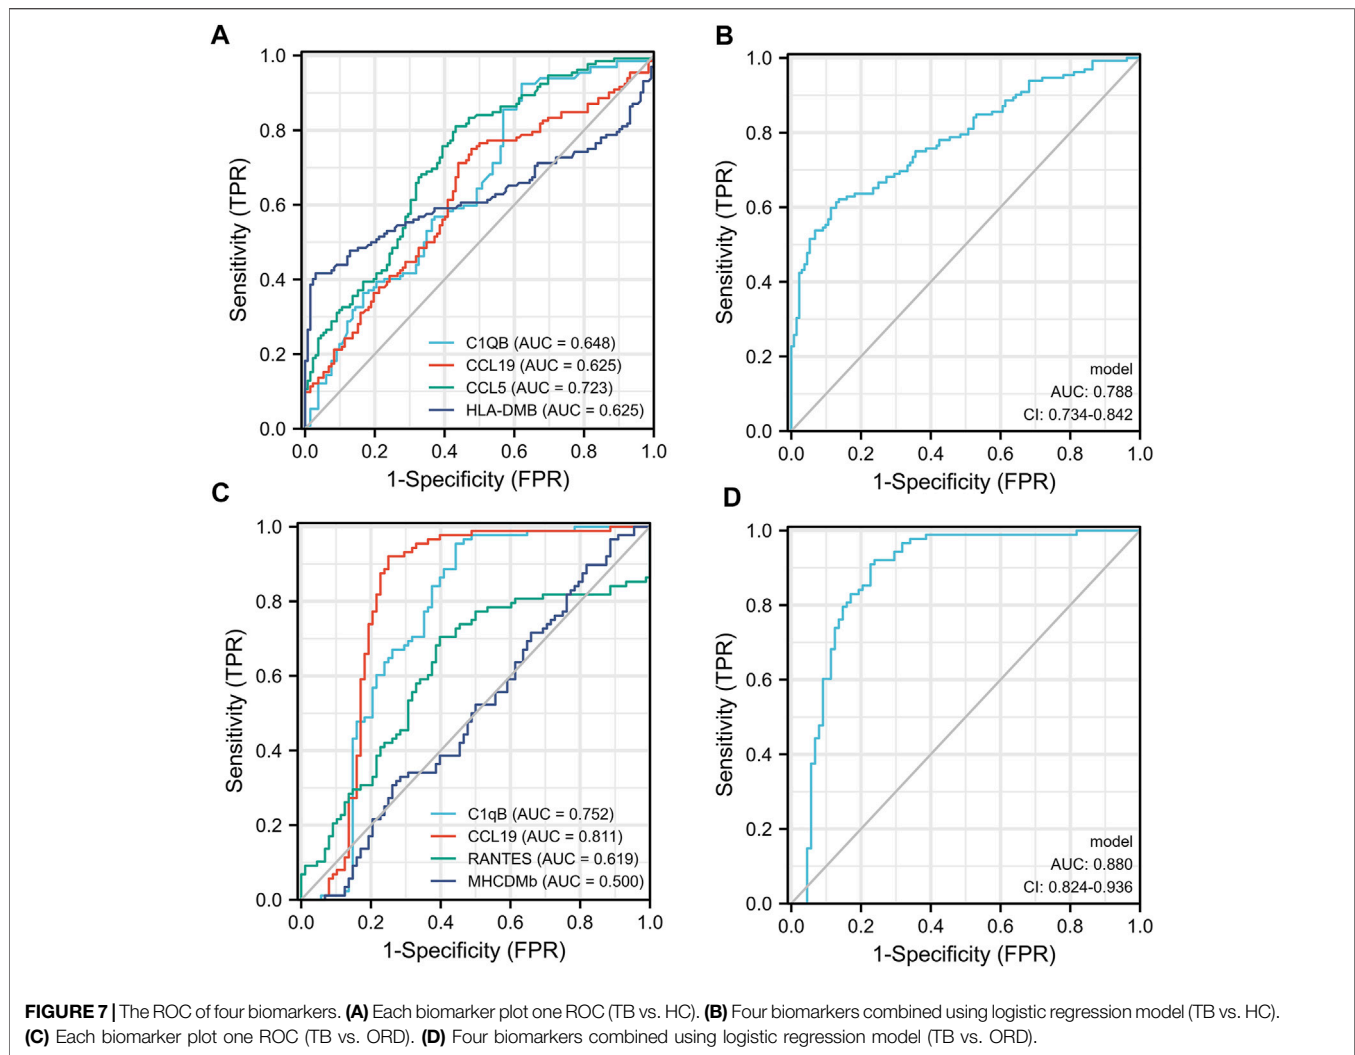 A
1.0
0.8
0.6
0.4
0.2
0.0
Sensitivity (TPR)
C1QB (AUC = 0.648)
CCL19 (AUC = 0.625)
CCL5 (AUC = 0.723)
HLA-DMB (AUC = 0.625)
0.0 0.2 0.4 0.6 0.8 1.0
1-Specificity (FPR)
B
1.0
0.8
0.6
0.4
0.2
0.0
Sensitivity (TPR)
model
AUC: 0.788
CI: 0.734-0.842
0.0 0.2 0.4 0.6 0.8 1.0
1-Specificity (FPR)
C
1.0
0.8
0.6
0.4
0.2
0.0
Sensitivity (TPR)
C1qB (AUC = 0.752)
CCL19 (AUC = 0.811)
RANTES (AUC = 0.619)
MHCDMb (AUC = 0.500)
0.0 0.2 0.4 0.6 0.8 1.0
1-Specificity (FPR)
D
1.0
0.8
0.6
0.4
0.2
0.0
Sensitivity (TPR)
model
AUC: 0.880
CI: 0.824-0.936
0.0 0.2 0.4 0.6 0.8 1.0
1-Specificity (FPR)
FIGURE 7 | The ROC of four biomarkers. (A) Each biomarker plot one ROC (TB vs. HC). (B) Four biomarkers combined using logistic regression model (TB vs. HC).
(C) Each biomarker plot one ROC (TB vs. ORD). (D) Four biomarkers combined using logistic regression model (TB vs. ORD).